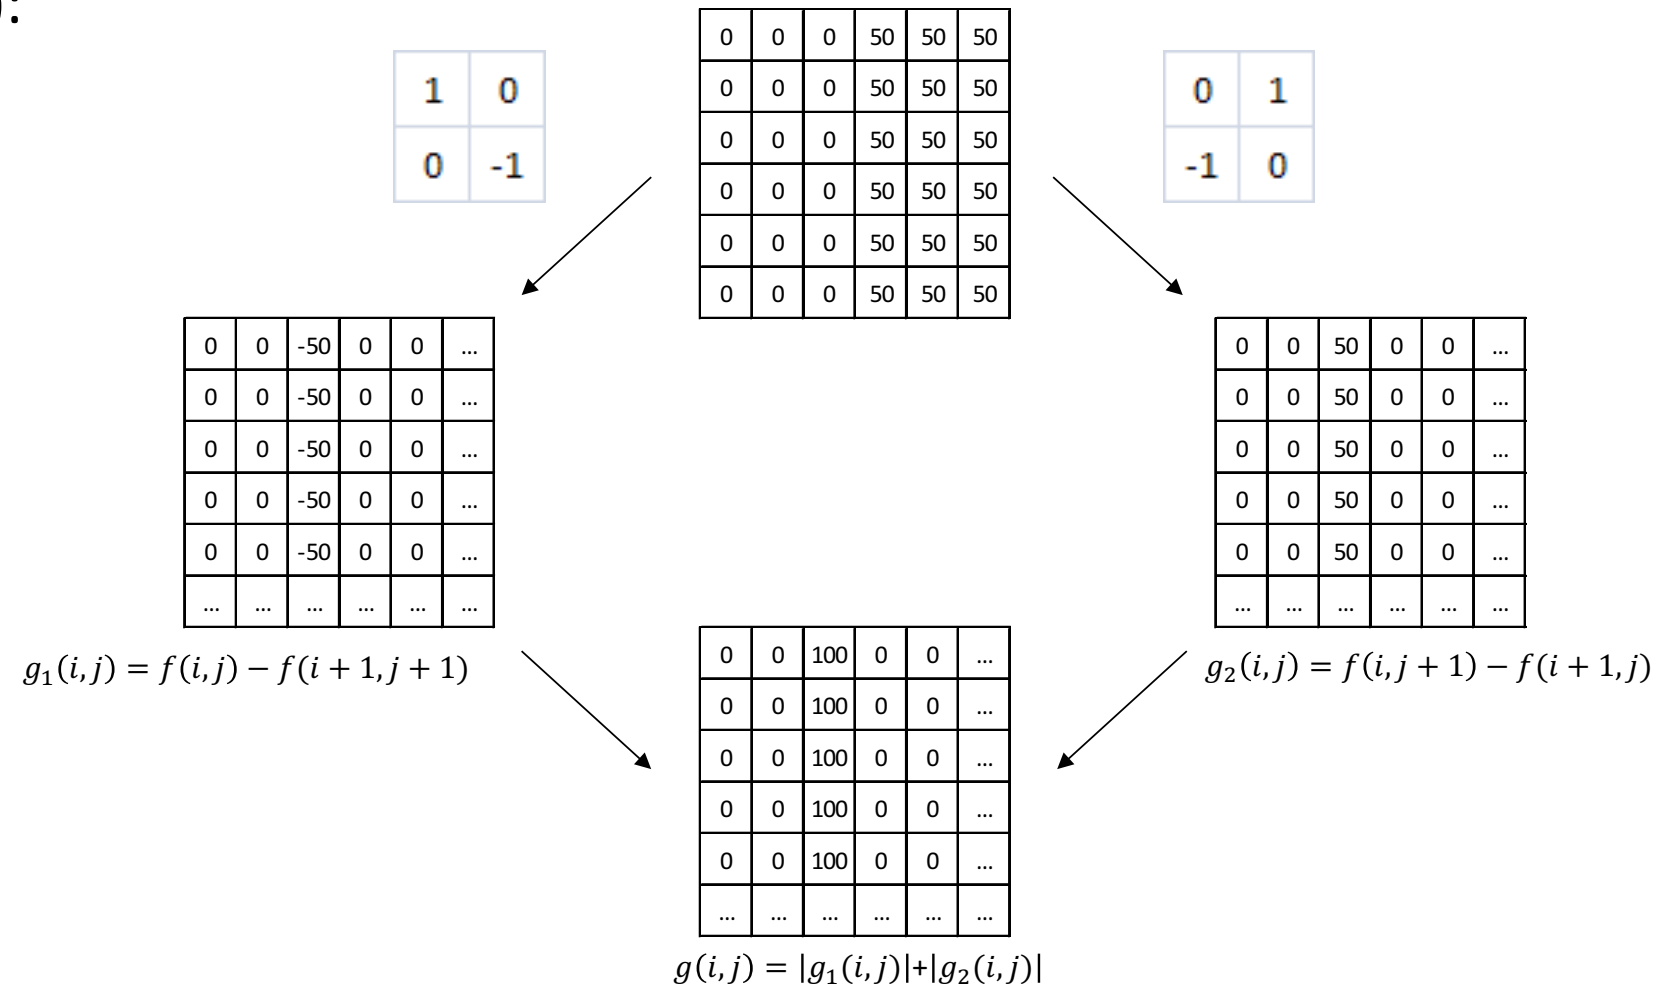 ):
0 0 0 50 50 50
0 0 0 50 50 50
0 0 0 50 50 50
0 0 0 50 50 50
0 0 0 50 50 50
0 0 0 50 50 50
1 0
0 -1
0 1
-1 0
0 0 -50 0 0 ...
0 0 -50 0 0 ...
0 0 -50 0 0 ...
0 0 -50 0 0 ...
0 0 -50 0 0 ...
... ... ... ... ... ...
g₁(i,j) = f(i,j) − f(i + 1,j + 1)
0 0 50 0 0 ...
0 0 50 0 0 ...
0 0 50 0 0 ...
0 0 50 0 0 ...
0 0 50 0 0 ...
... ... ... ... ... ...
g₂(i,j) = f(i,j + 1) − f(i + 1,j)
0 0 100 0 0 ...
0 0 100 0 0 ...
0 0 100 0 0 ...
0 0 100 0 0 ...
0 0 100 0 0 ...
... ... ... ... ... ...
g(i,j) = |g₁(i,j)|+|g₂(i,j)|